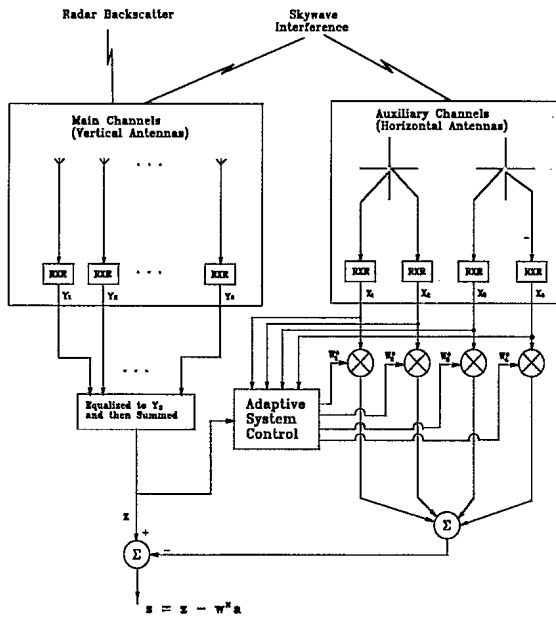 Radar Backscatter
Skywave
Interference
Main Channels
(Vertical Antennas)
Auxiliary Channels
(Horizontal Antennas)
RXR
RXR
RXR
RXR
RXR
RXR
RXR
Y₁
Y₂
X₁
X₂
X₃
X₄
Equalized to
and then Summed
Adaptive
System
Control
z
+
Σ
−
Σ
s = z − wᴴa